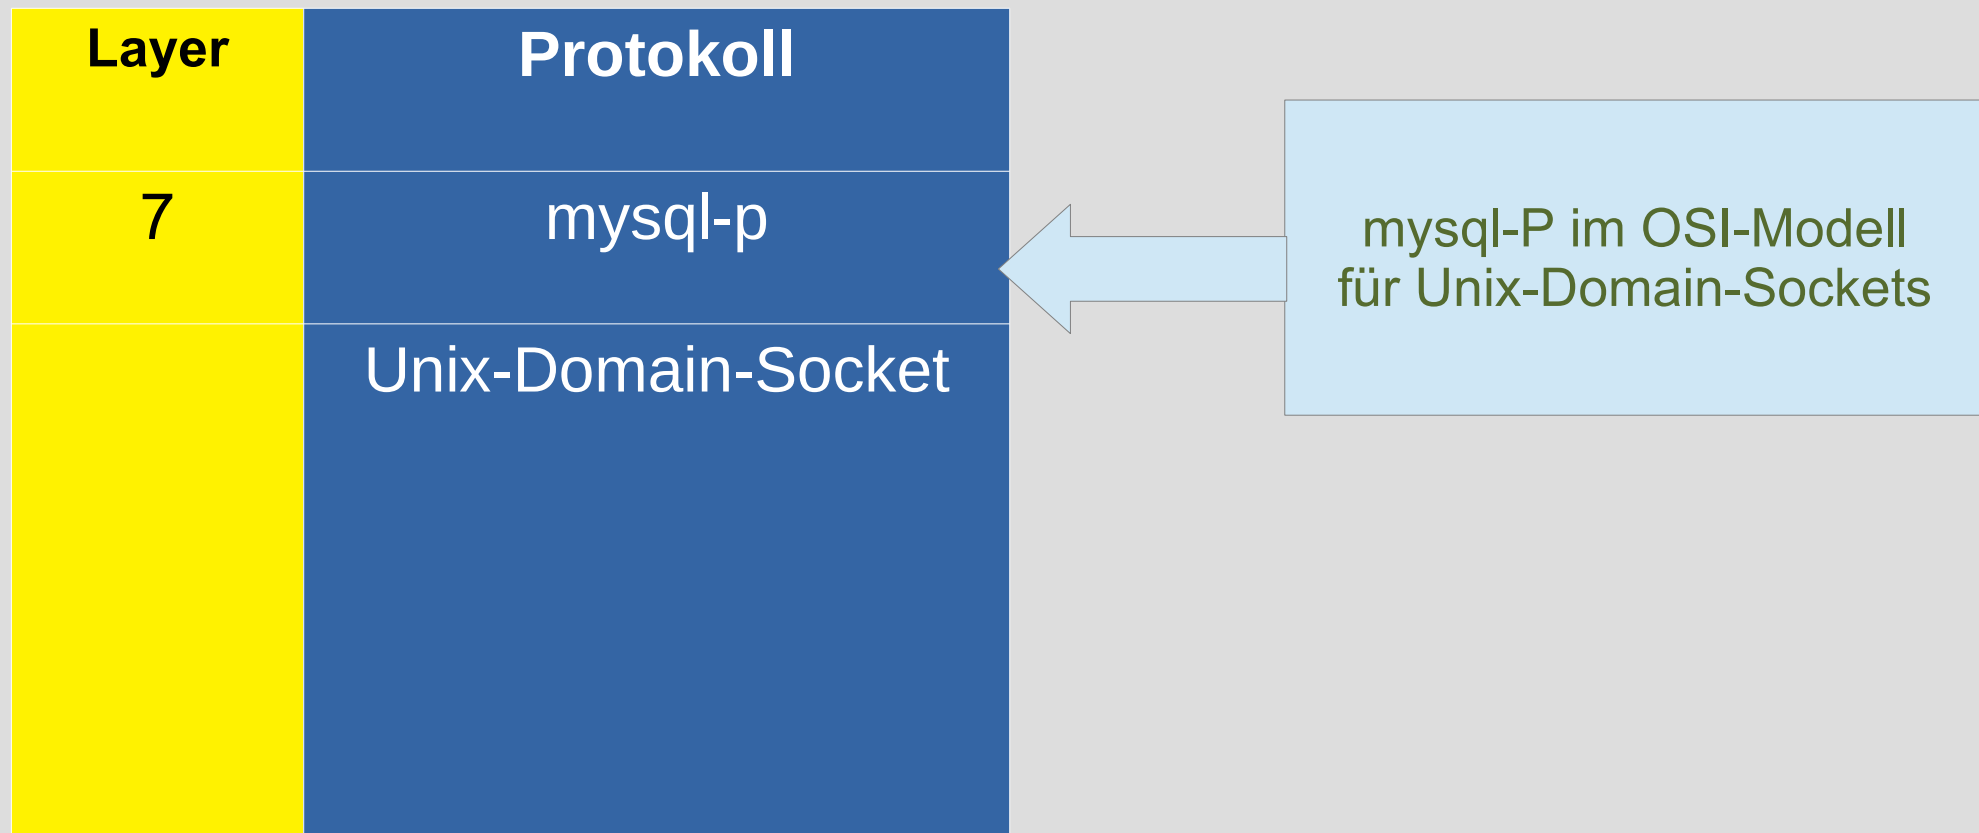 Layer
Protokoll
7
mysql-p
Unix-Domain-Socket
mysql-P im OSI-Modell
für Unix-Domain-Sockets